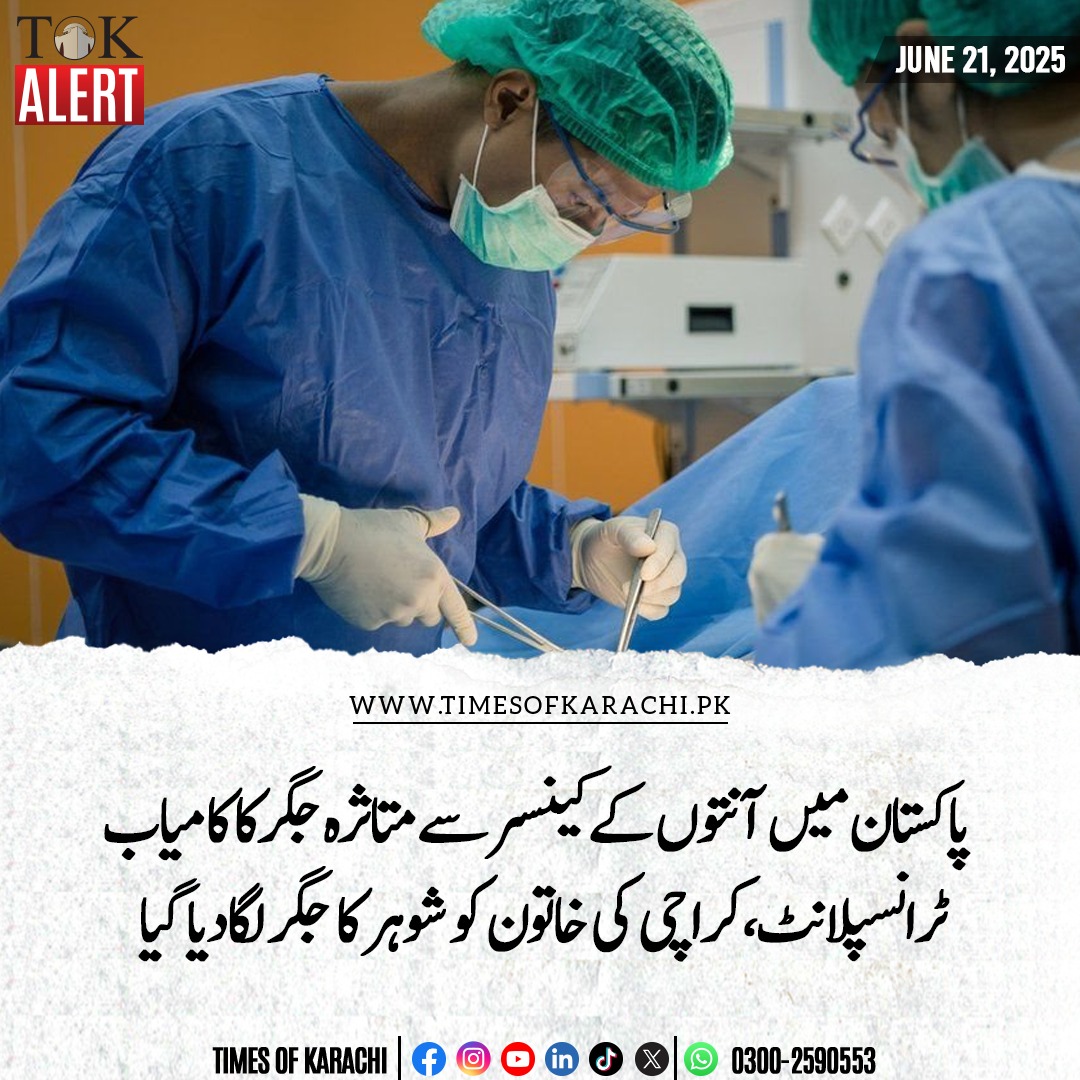 TOK
ALERT
JUNE 21, 2025
WWW.TIMESOFKARACHI.PK
پاکستان میں آنتوں کے کینسر سے متاثرہ جگر کا کامیاب
ٹرانسپلانٹ، کراچی کی خاتون کو شوہر کا جگر لگا دیا گیا
TIMES OF KARACHI 0300-2590553